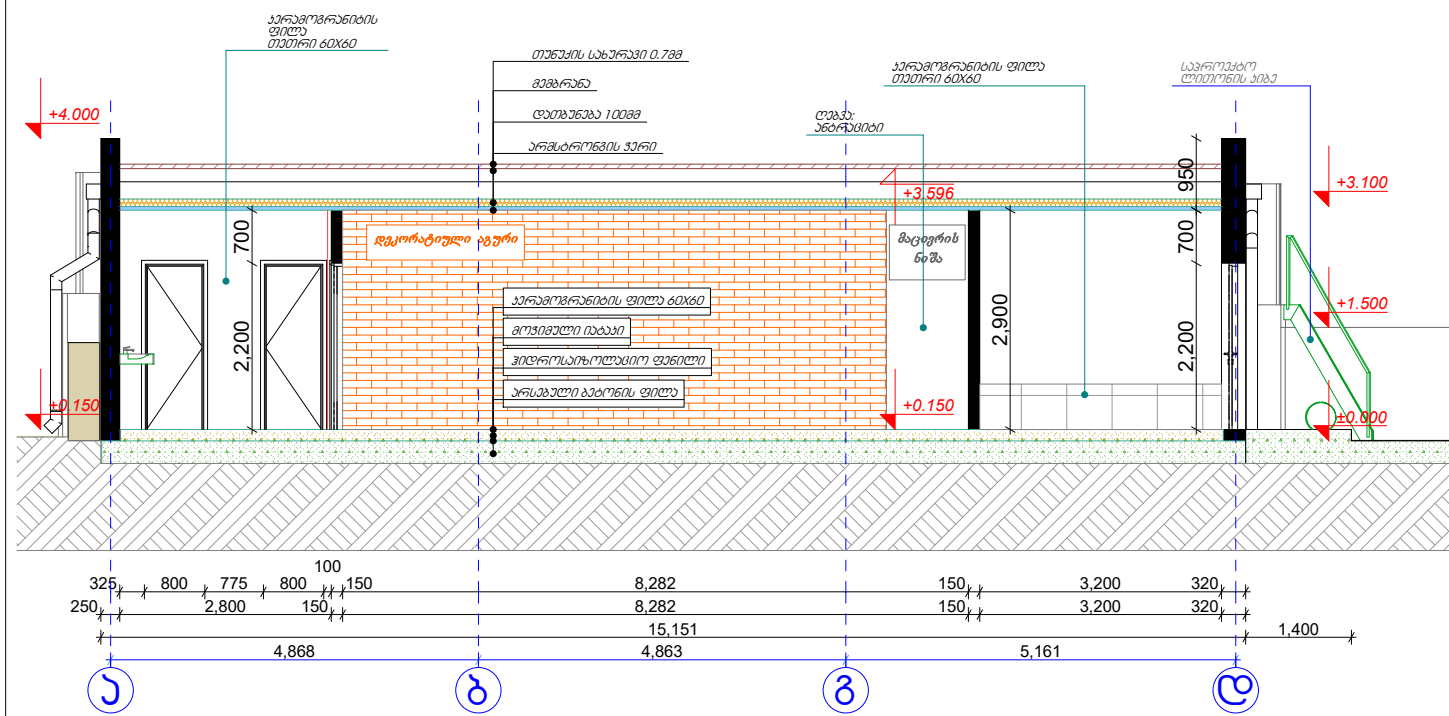 კერამოგრანიტის
ფილა
თეთრი 60X60
თუნუქის სახურავი 0.7მმ
მემბრანა
დათბუნება 100მმ
არმსტრონგის ჭერი
კერამოგრანიტის ფილა
თეთრი 60X60
ღებვა:
ანტრაციტი
საპროექტო
ლითონის კიბე
+4.000
+3.596
+3.100
950
700
700
დეკორატიული აგური
მაცივრის
ნიშა
კერამოგრანიტის ფილა 60X60
მოჭიმული იატაკი
ჰიდროსაიზოლაციო ფენილი
არსებული ბეტონის ფილა
2,200
2,900
2,200
+1.500
+0.150
+0.150
±0.000
100
325
800
775
800
150
8,282
150
3,200
320
250
2,800
150
8,282
150
3,200
320
15,151
1,400
4,868
4,863
5,161
ა
ბ
გ
დ